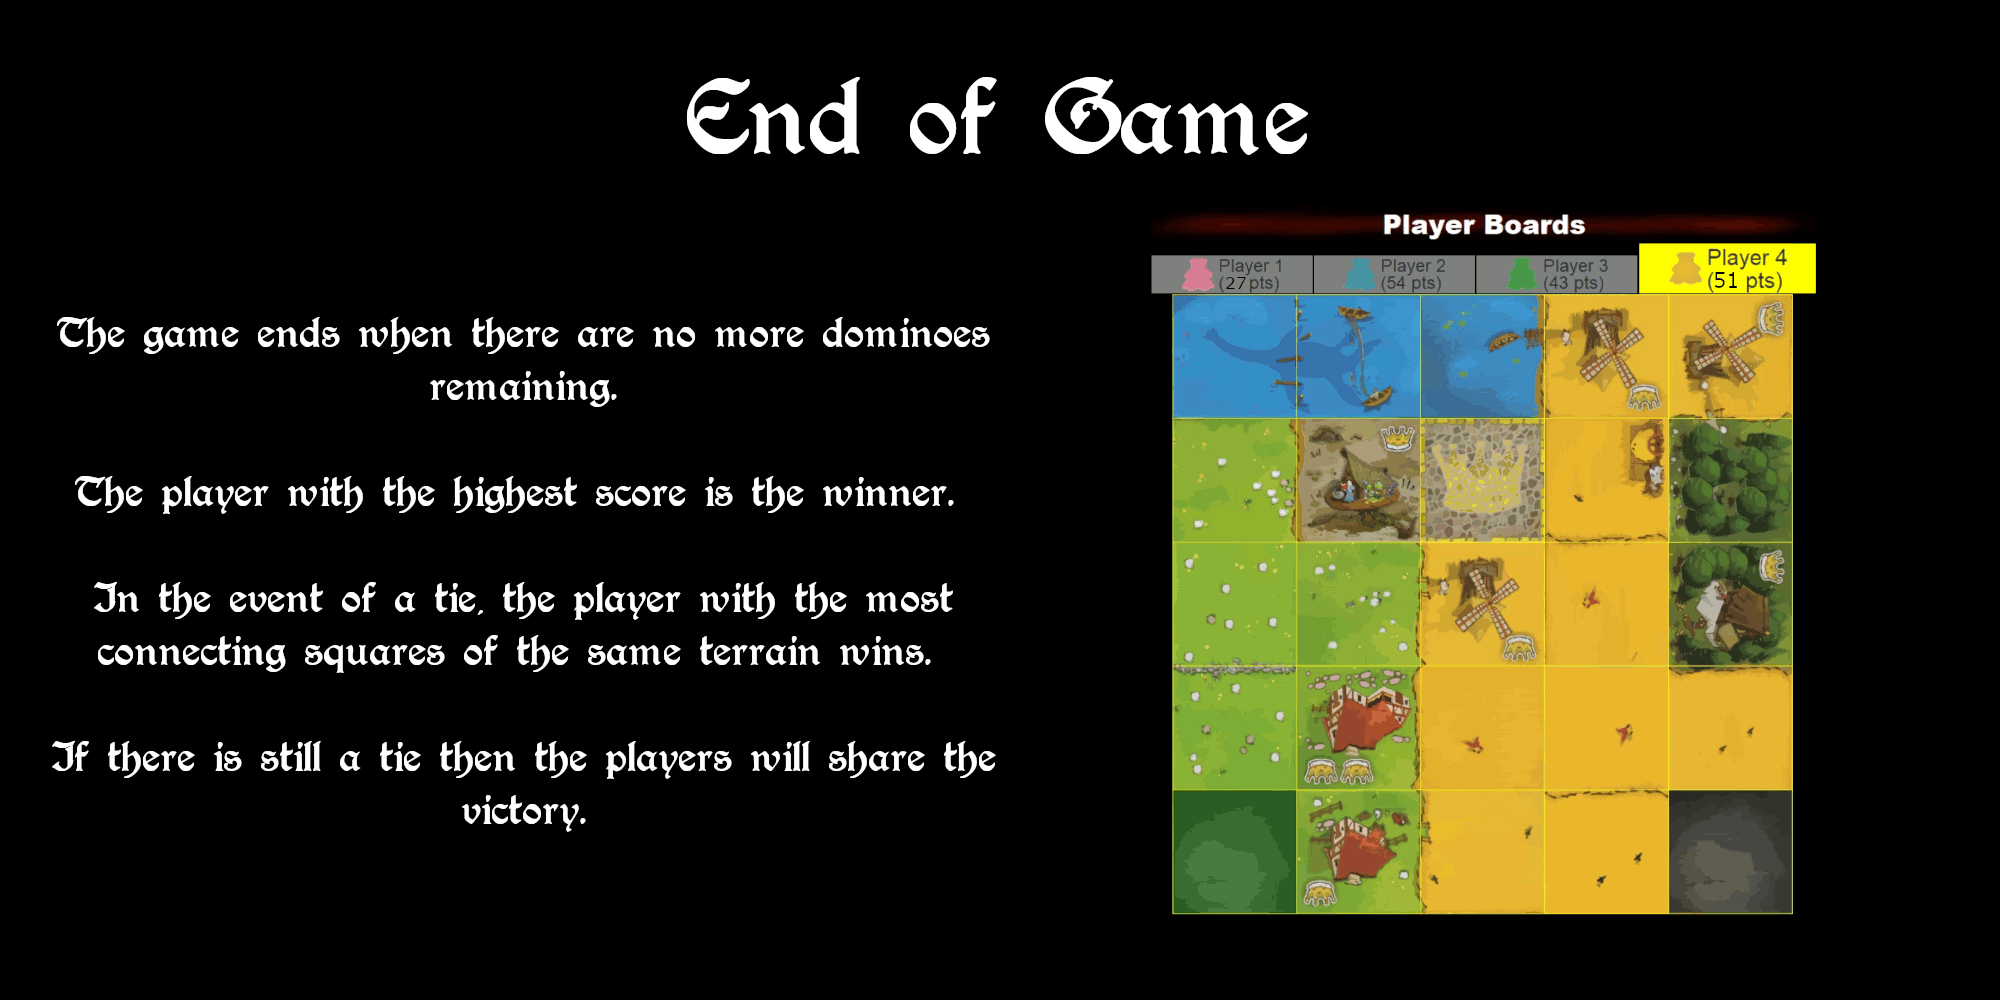 End of Game
The game ends when there are no more dominoes
remaining.
The player with the highest score is the winner.
In the event of a tie, the player with the most
connecting squares of the same terrain wins.
If there is still a tie then the players will share the
victory.
Player Boards
Player 1
(27 pts)
Player 2
(54 pts)
Player 3
(43 pts)
Player 4
(51 pts)